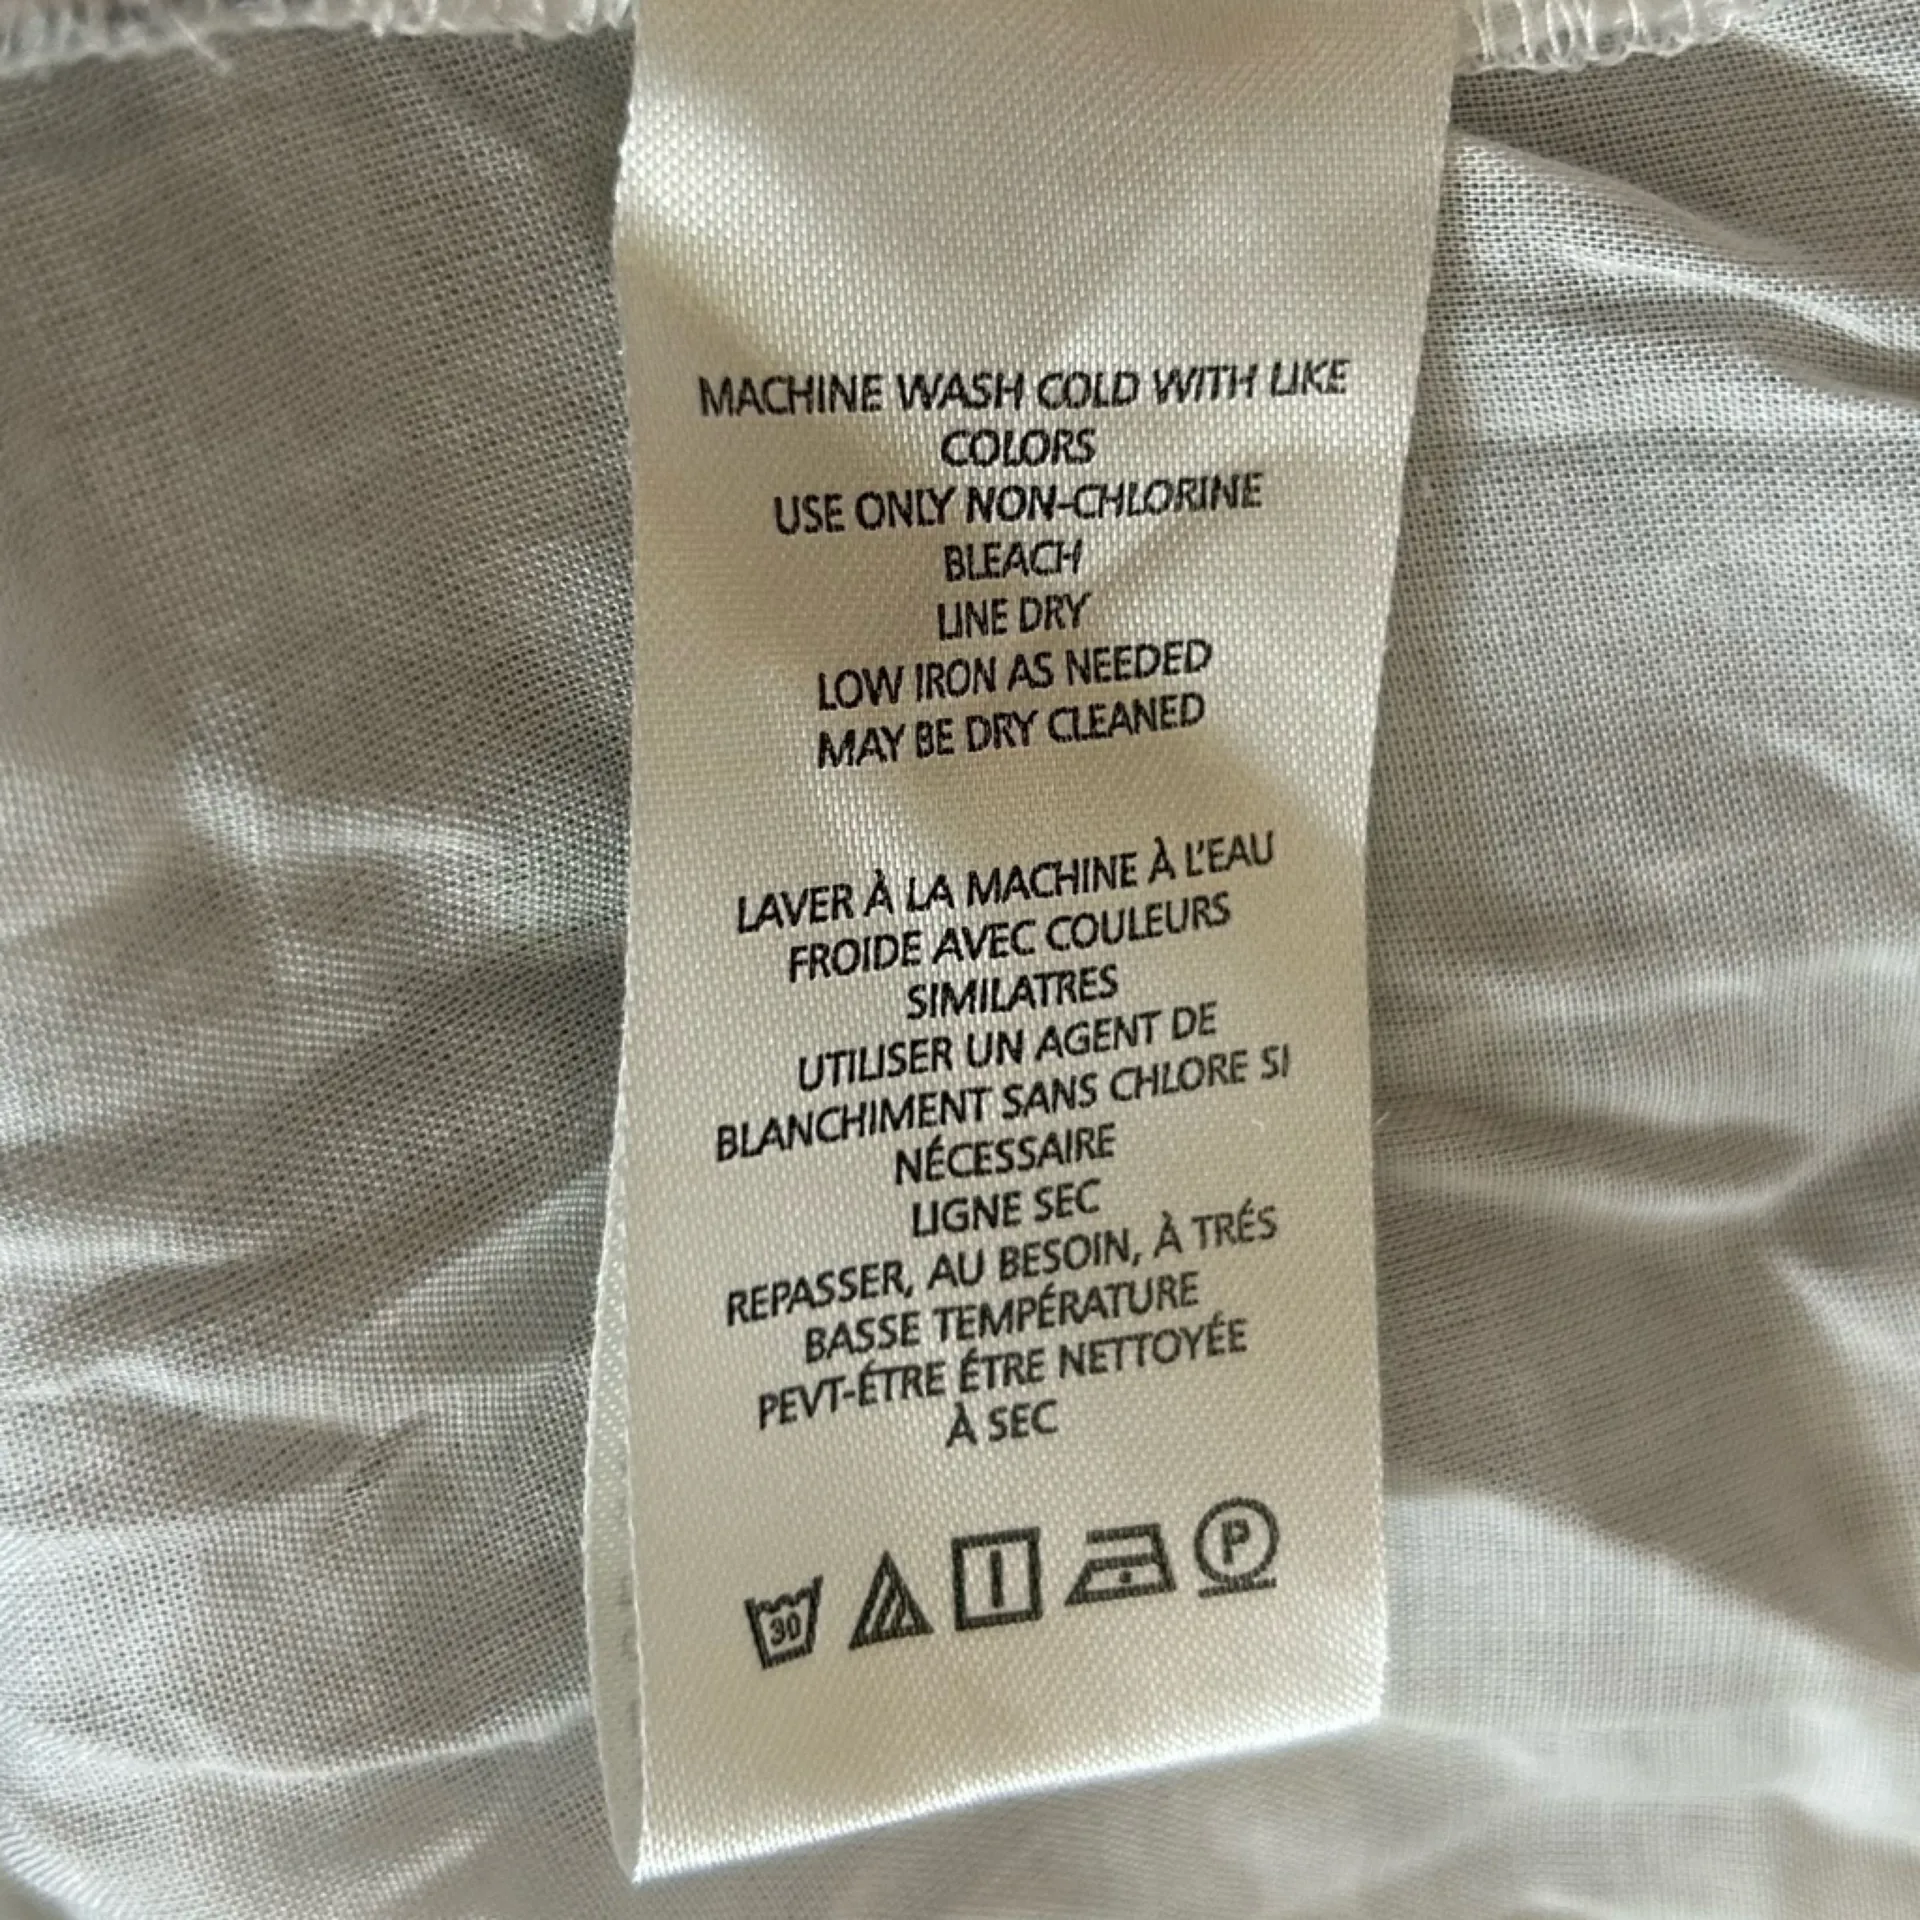 MACHINE WASH COLD WITH LIKE
COLORS
USE ONLY NON-CHLORINE
BLEACH
LINE DRY
LOW IRON AS NEEDED
MAY BE DRY CLEANED
LAVER À LA MACHINE À L'EAU
FROIDE AVEC COULEURS
SIMILATRES
UTILISER UN AGENT DE
BLANCHIMENT SANS CHLORE SI
NÉCESSAIRE
LIGNE SEC
REPASSER, AU BESOIN, À TRÉS
BASSE TEMPÉRATURE
PEVT-ÉTRE ÉTRE NETTOYÉE
À SEC
30 P